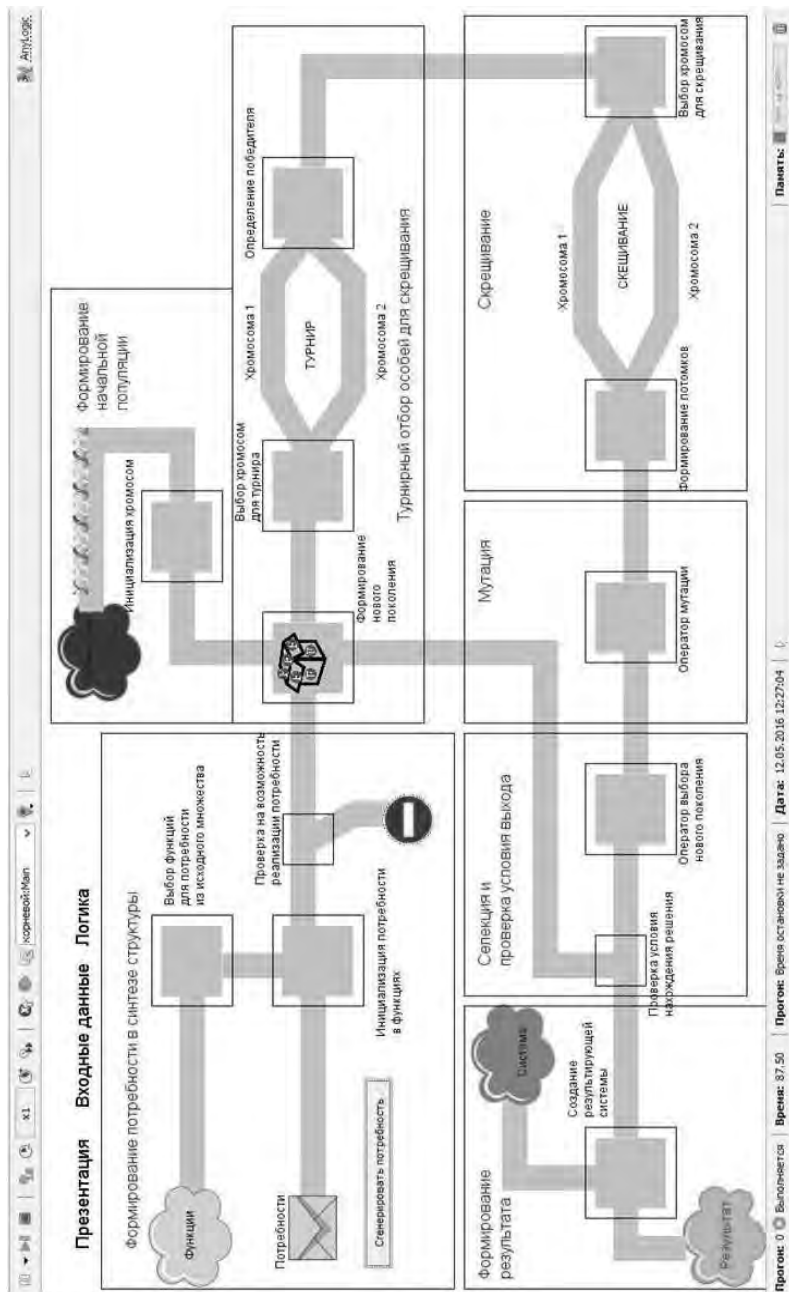 x1
корневой:Main
AnyLogic
Презентация Входные данные Логика
Формирование потребности в синтезе структуры
Функции
Выбор функций
для потребности
из исходного множества
Потребности
Сгенерировать потребность
Инициализация потребности
в функциях
Проверка на возможность
реализации потребности
Формирование
начальной
популяции
Инициализация хромосом
Формирование
нового
поколения
Выбор хромосом
для турнира
Хромосома 1
ТУРНИР
Хромосома 2
Определение победителя
Турнирный отбор особей для скрещивания
Формирование
результата
Система
Создание
результирующей
системы
Результат
Селекция и
проверка условия выхода
Проверка условия
нахождения решения
Оператор выбора
нового поколения
Мутация
Оператор мутации
Скрещивание
Формирование потомков
Хромосома 1
СКЕЩИВАНИЕ
Хромосома 2
Выбор хромосом
для скрещивания
Прогон: 0 Выполняется Время: 87,50 Прогон: Время остановки не задано Дата: 12.05.2016 12:27:04 Память: